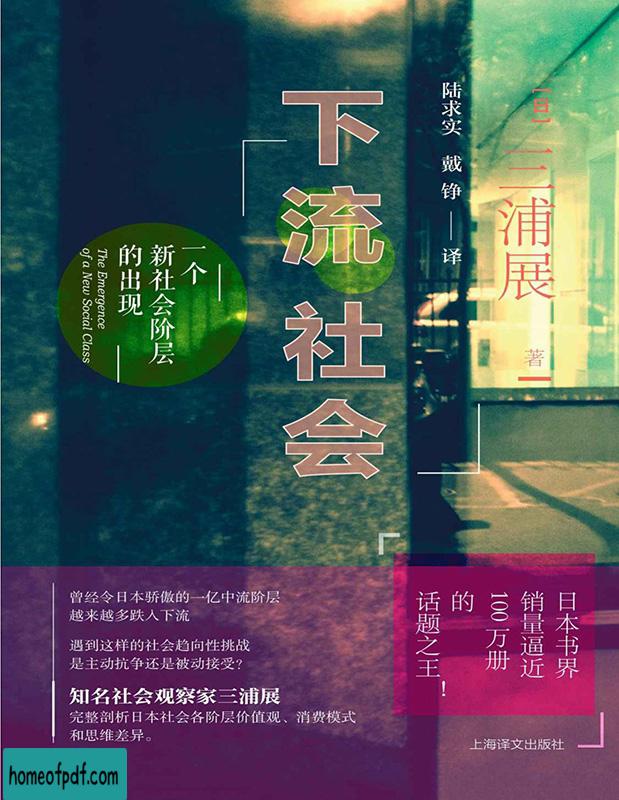 [日]三浦展 著
陆求实 戴铮——译
下流社会
一个
新社会阶层
的出现
The Emergence
of a New Social Class
日本书界
销量逼近
100万册
的
话题之王!
曾经令日本骄傲的一亿中流阶层
越来越多跌入下流
遇到这样的社会趋向性挑战
是主动抗争还是被动接受?
知名社会观察家三浦展
完整剖析日本社会各阶层价值观、消费模式
和思维差异。
上海译文出版社
homeofpdf.com